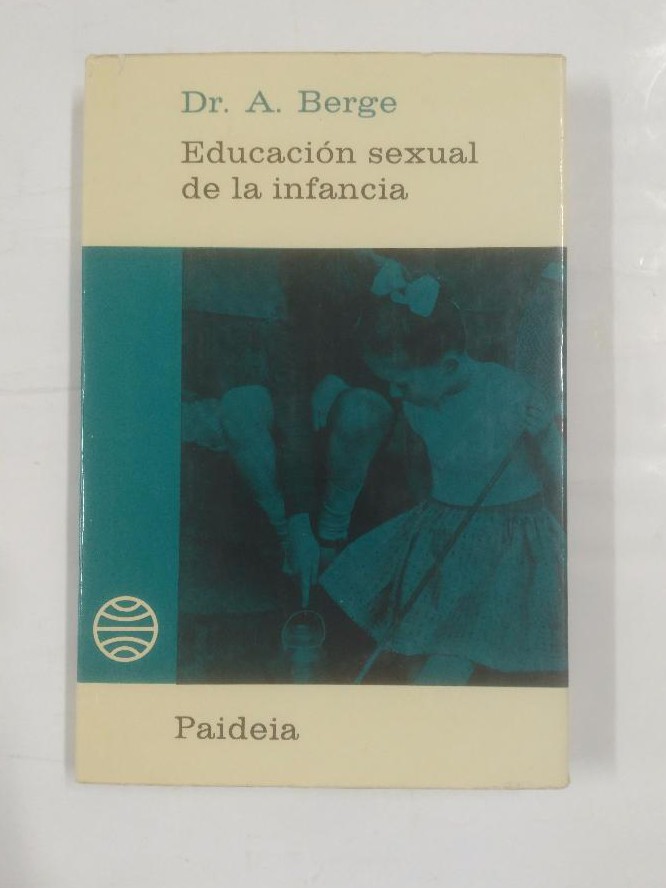 Dr. A. Berge
Educación sexual
de la infancia
Paideia